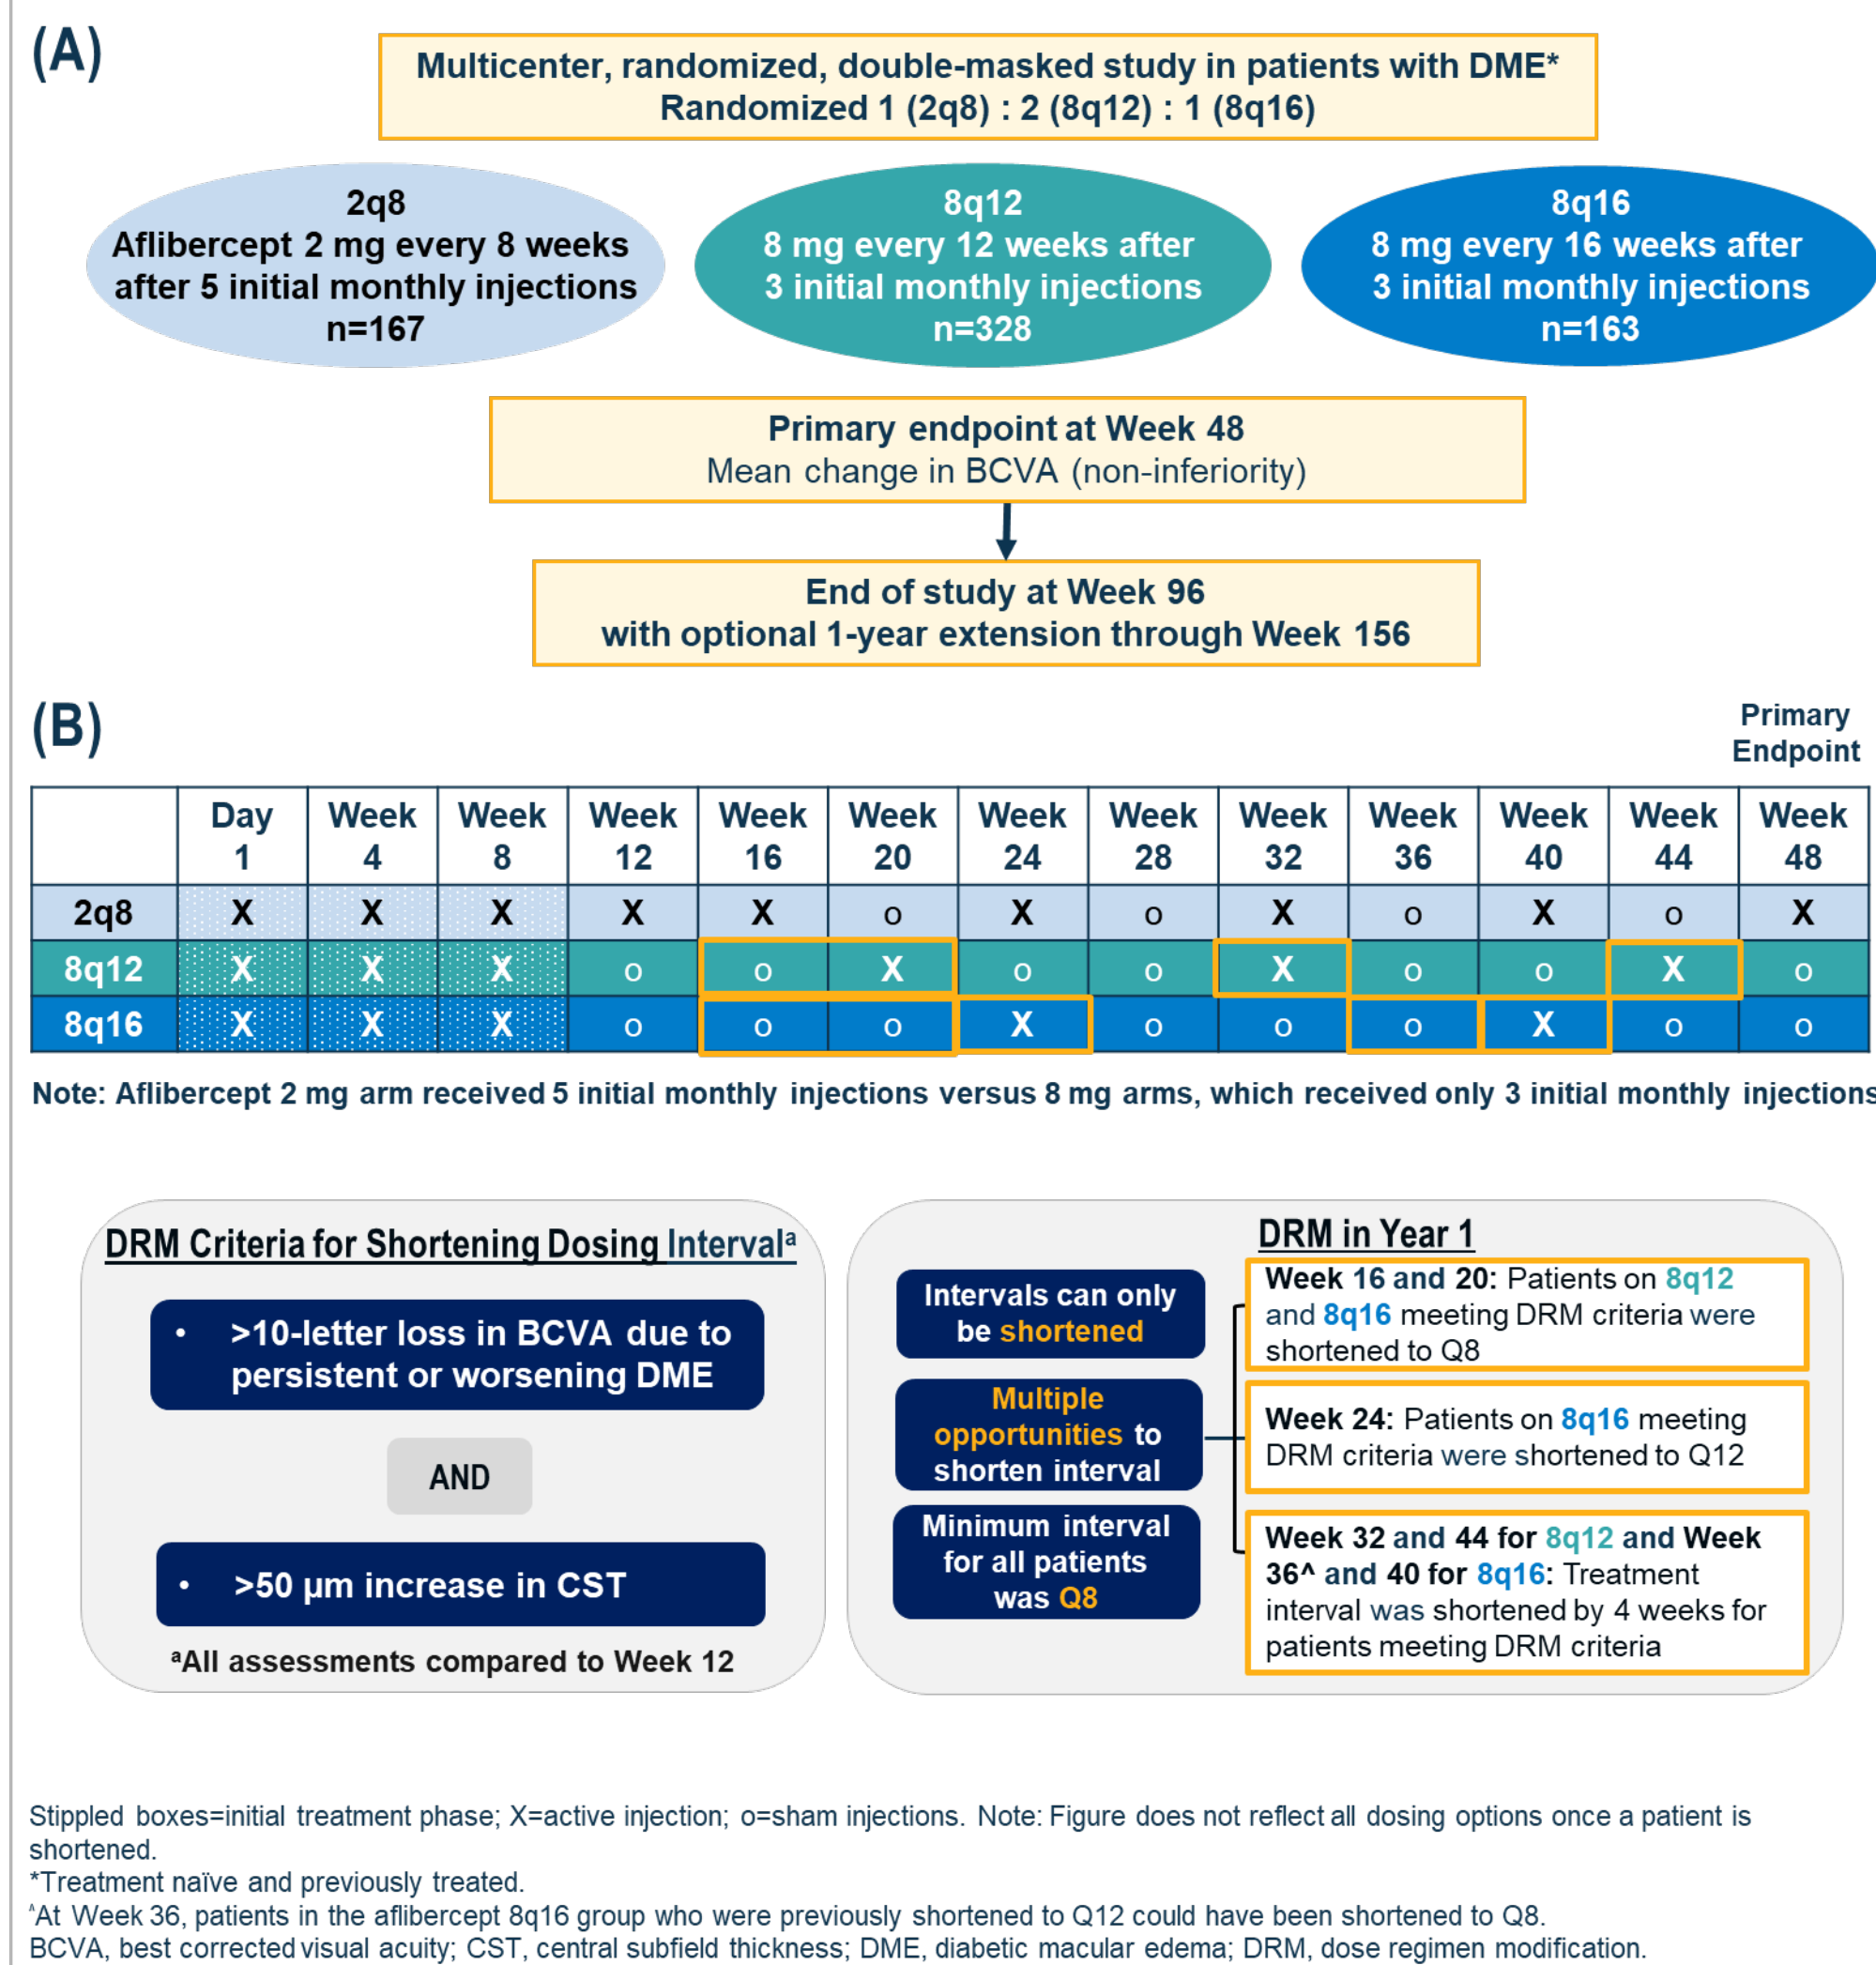 (A)
Multicenter, randomized, double-masked study in patients with DME*
Randomized 1 (2q8) : 2 (8q12) : 1 (8q16)
2q8
Aflibercept 2 mg every 8 weeks
after 5 initial monthly injections
n=167
8q12
8 mg every 12 weeks after
3 initial monthly injections
n=328
8q16
8 mg every 16 weeks after
3 initial monthly injections
n=163
Primary endpoint at Week 48
Mean change in BCVA (non-inferiority)
End of study at Week 96
with optional 1-year extension through Week 156
(B)
Primary
Endpoint
Day 1 Week 4 Week 8 Week 12 Week 16 Week 20 Week 24 Week 28 Week 32 Week 36 Week 40 Week 44 Week 48
2q8 X X X X X o X o X o X o X
8q12 X X X o o X o o X o o X o
8q16 X X X o o o X o o o X o o
Note: Aflibercept 2 mg arm received 5 initial monthly injections versus 8 mg arms, which received only 3 initial monthly injections
DRM Criteria for Shortening Dosing Intervalᵃ
• >10-letter loss in BCVA due to
persistent or worsening DME
AND
• >50 µm increase in CST
ᵃAll assessments compared to Week 12
DRM in Year 1
Intervals can only
be shortened
Multiple
opportunities to
shorten interval
Minimum interval
for all patients
was Q8
Week 16 and 20: Patients on 8q12
and 8q16 meeting DRM criteria were
shortened to Q8
Week 24: Patients on 8q16 meeting
DRM criteria were shortened to Q12
Week 32 and 44 for 8q12 and Week
36^ and 40 for 8q16: Treatment
interval was shortened by 4 weeks for
patients meeting DRM criteria
Stippled boxes=initial treatment phase; X=active injection; o=sham injections. Note: Figure does not reflect all dosing options once a patient is
shortened.
*Treatment naïve and previously treated.
^At Week 36, patients in the aflibercept 8q16 group who were previously shortened to Q12 could have been shortened to Q8.
BCVA, best corrected visual acuity; CST, central subfield thickness; DME, diabetic macular edema; DRM, dose regimen modification.